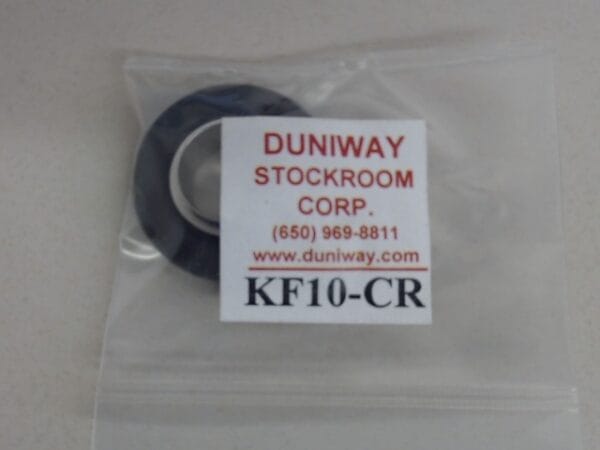 DUNIWAY
STOCKROOM
CORP.
(650) 969-8811
www.duniway.com
KF10-CR